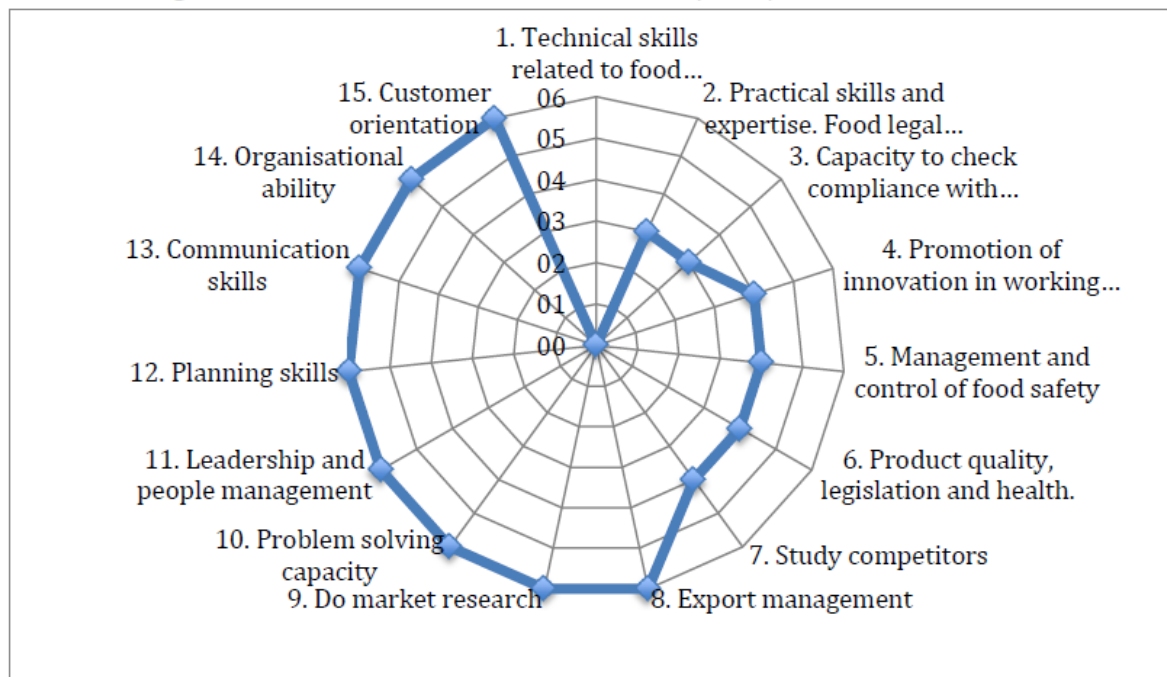 1. Technical skills
related to food...
2. Practical skills and
expertise. Food legal...
3. Capacity to check
compliance with...
4. Promotion of
innovation in working...
5. Management and
control of food safety
6. Product quality,
legislation and health.
7. Study competitors
8. Export management
9. Do market research
10. Problem solving
capacity
11. Leadership and
people management
12. Planning skills
13. Communication
skills
14. Organisational
ability
15. Customer
orientation
06
05
04
03
02
01
00